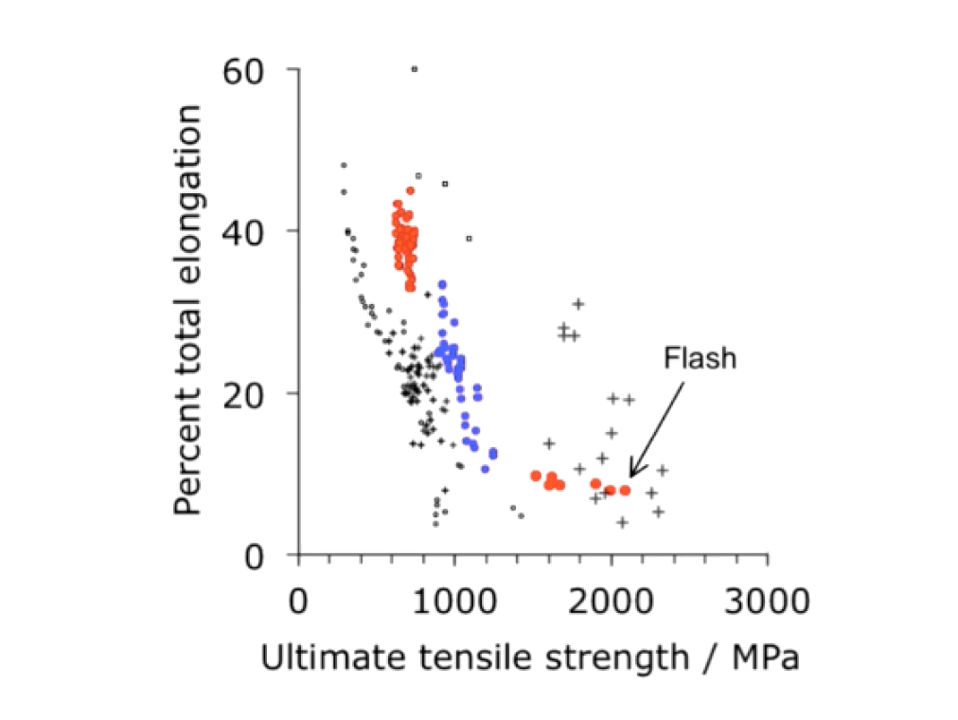 60
Percent total elongation
40
Flash
20
0
0 1000 2000 3000
Ultimate tensile strength / MPa